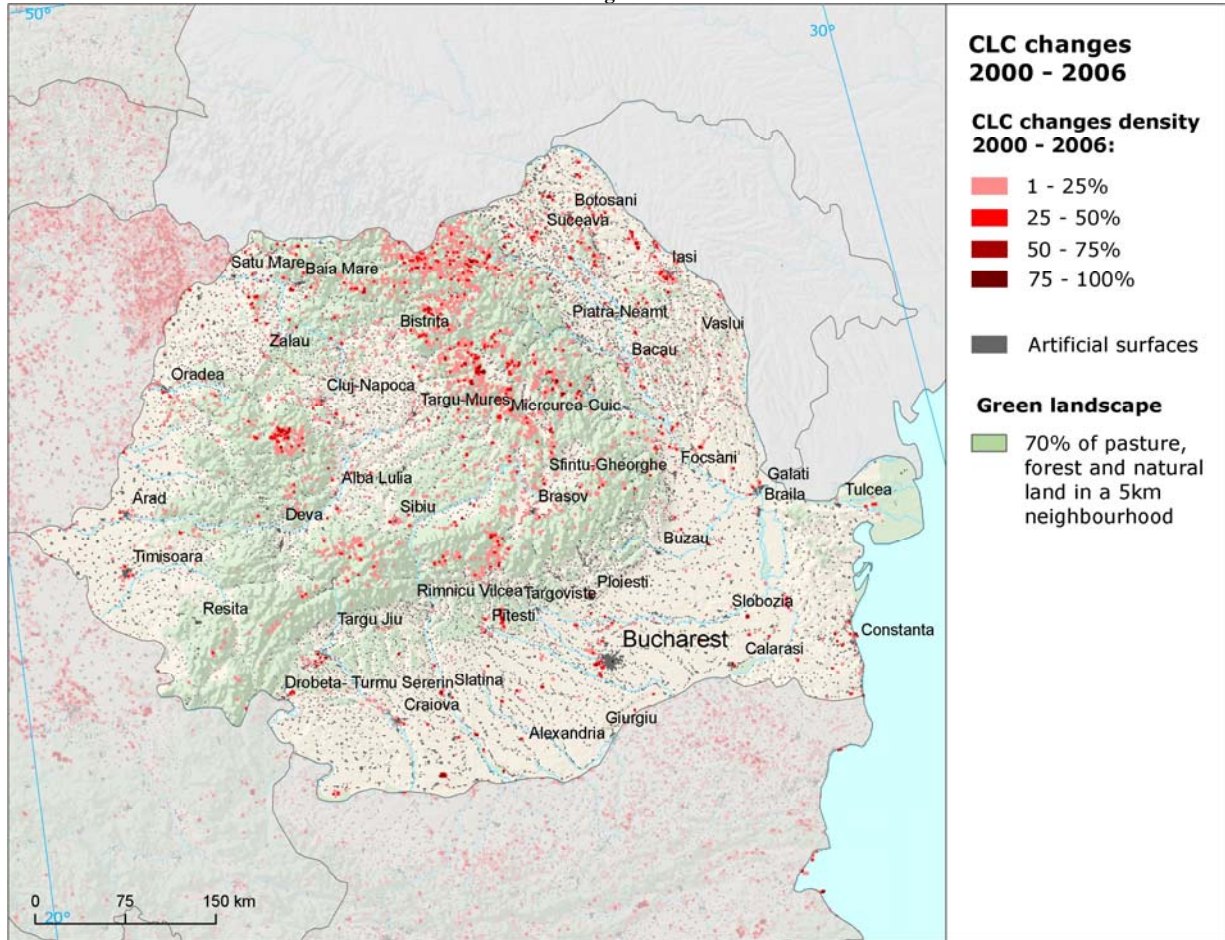 50°
30°
CLC changes
2000 - 2006
CLC changes density
2000 - 2006:
1 - 25%
25 - 50%
50 - 75%
75 - 100%
Artificial surfaces
Green landscape
70% of pasture,
forest and natural
land in a 5km
neighbourhood
Botosani
Suceava
Iasi
Satu Mare
Baia Mare
Bistrita
Piatra-Neamt
Vaslui
Zalau
Bacau
Oradea
Cluj-Napoca
Targu-Mures
Miercurea-Cuic
Focsani
Sfintu-Gheorghe
Alba Lulia
Galati
Braila
Tulcea
Arad
Sibiu
Brasov
Deva
Buzau
Timisoara
Rimnicu Vilcea
Targoviste
Ploiesti
Resita
Slobozia
Targu Jiu
Pitesti
Constanta
Bucharest
Calarasi
Drobeta- Turmu Sererin
Slatina
Craiova
Giurgiu
Alexandria
0 75 150 km
20°